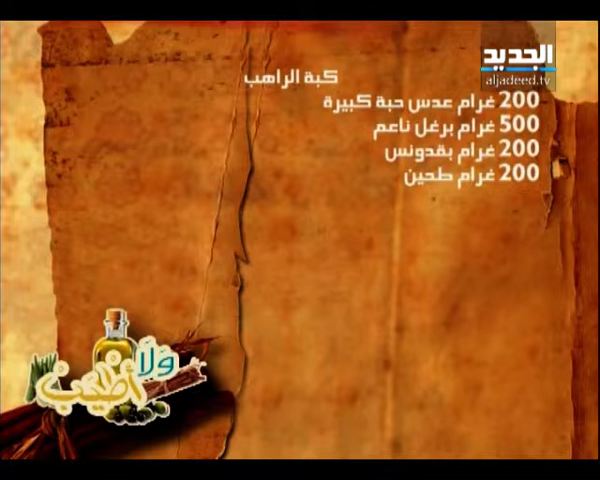 الجديد
aljadeed.tv
كبة الراهب
200 غرام عدس حبة كبيرة
500 غرام برغل ناعم
200 غرام بقدونس
200 غرام طحين
وَلَا
أطيب